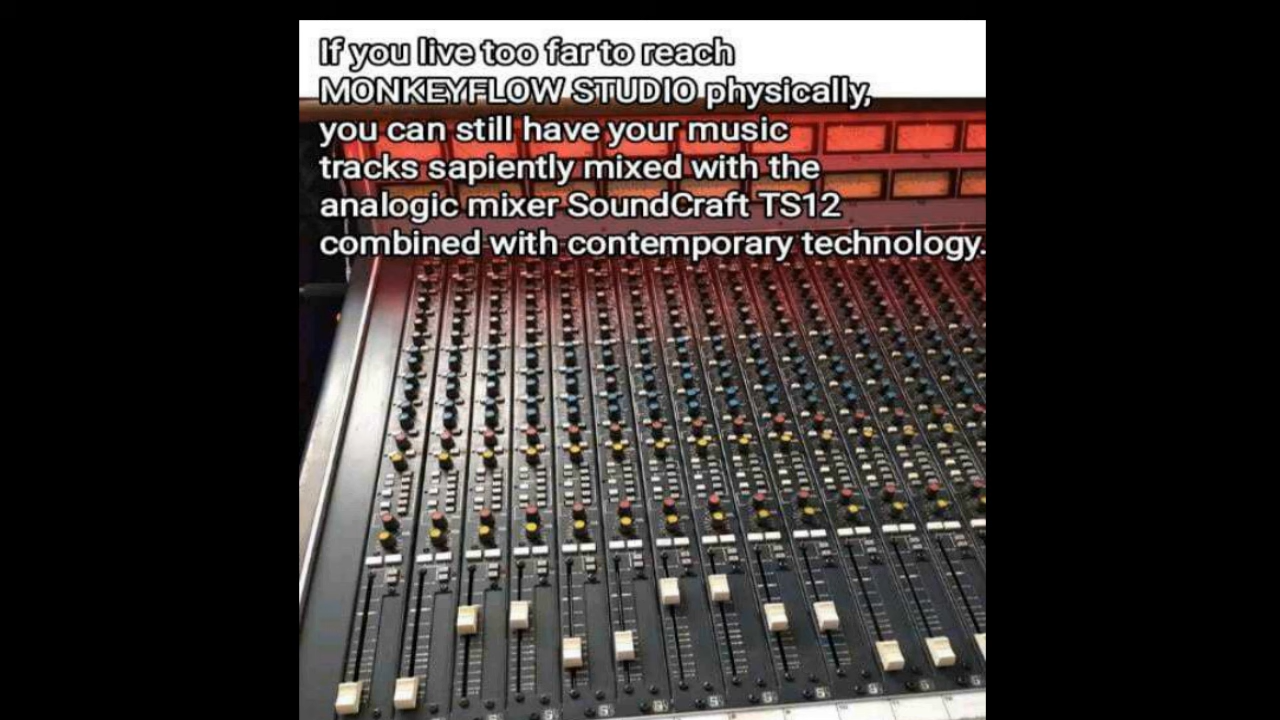 If you live too far to reach
MONKEYFLOW STUDIO physically,
you can still have your music
tracks sapiently mixed with the
analogic mixer SoundCraft TS12
combined with contemporary technology.